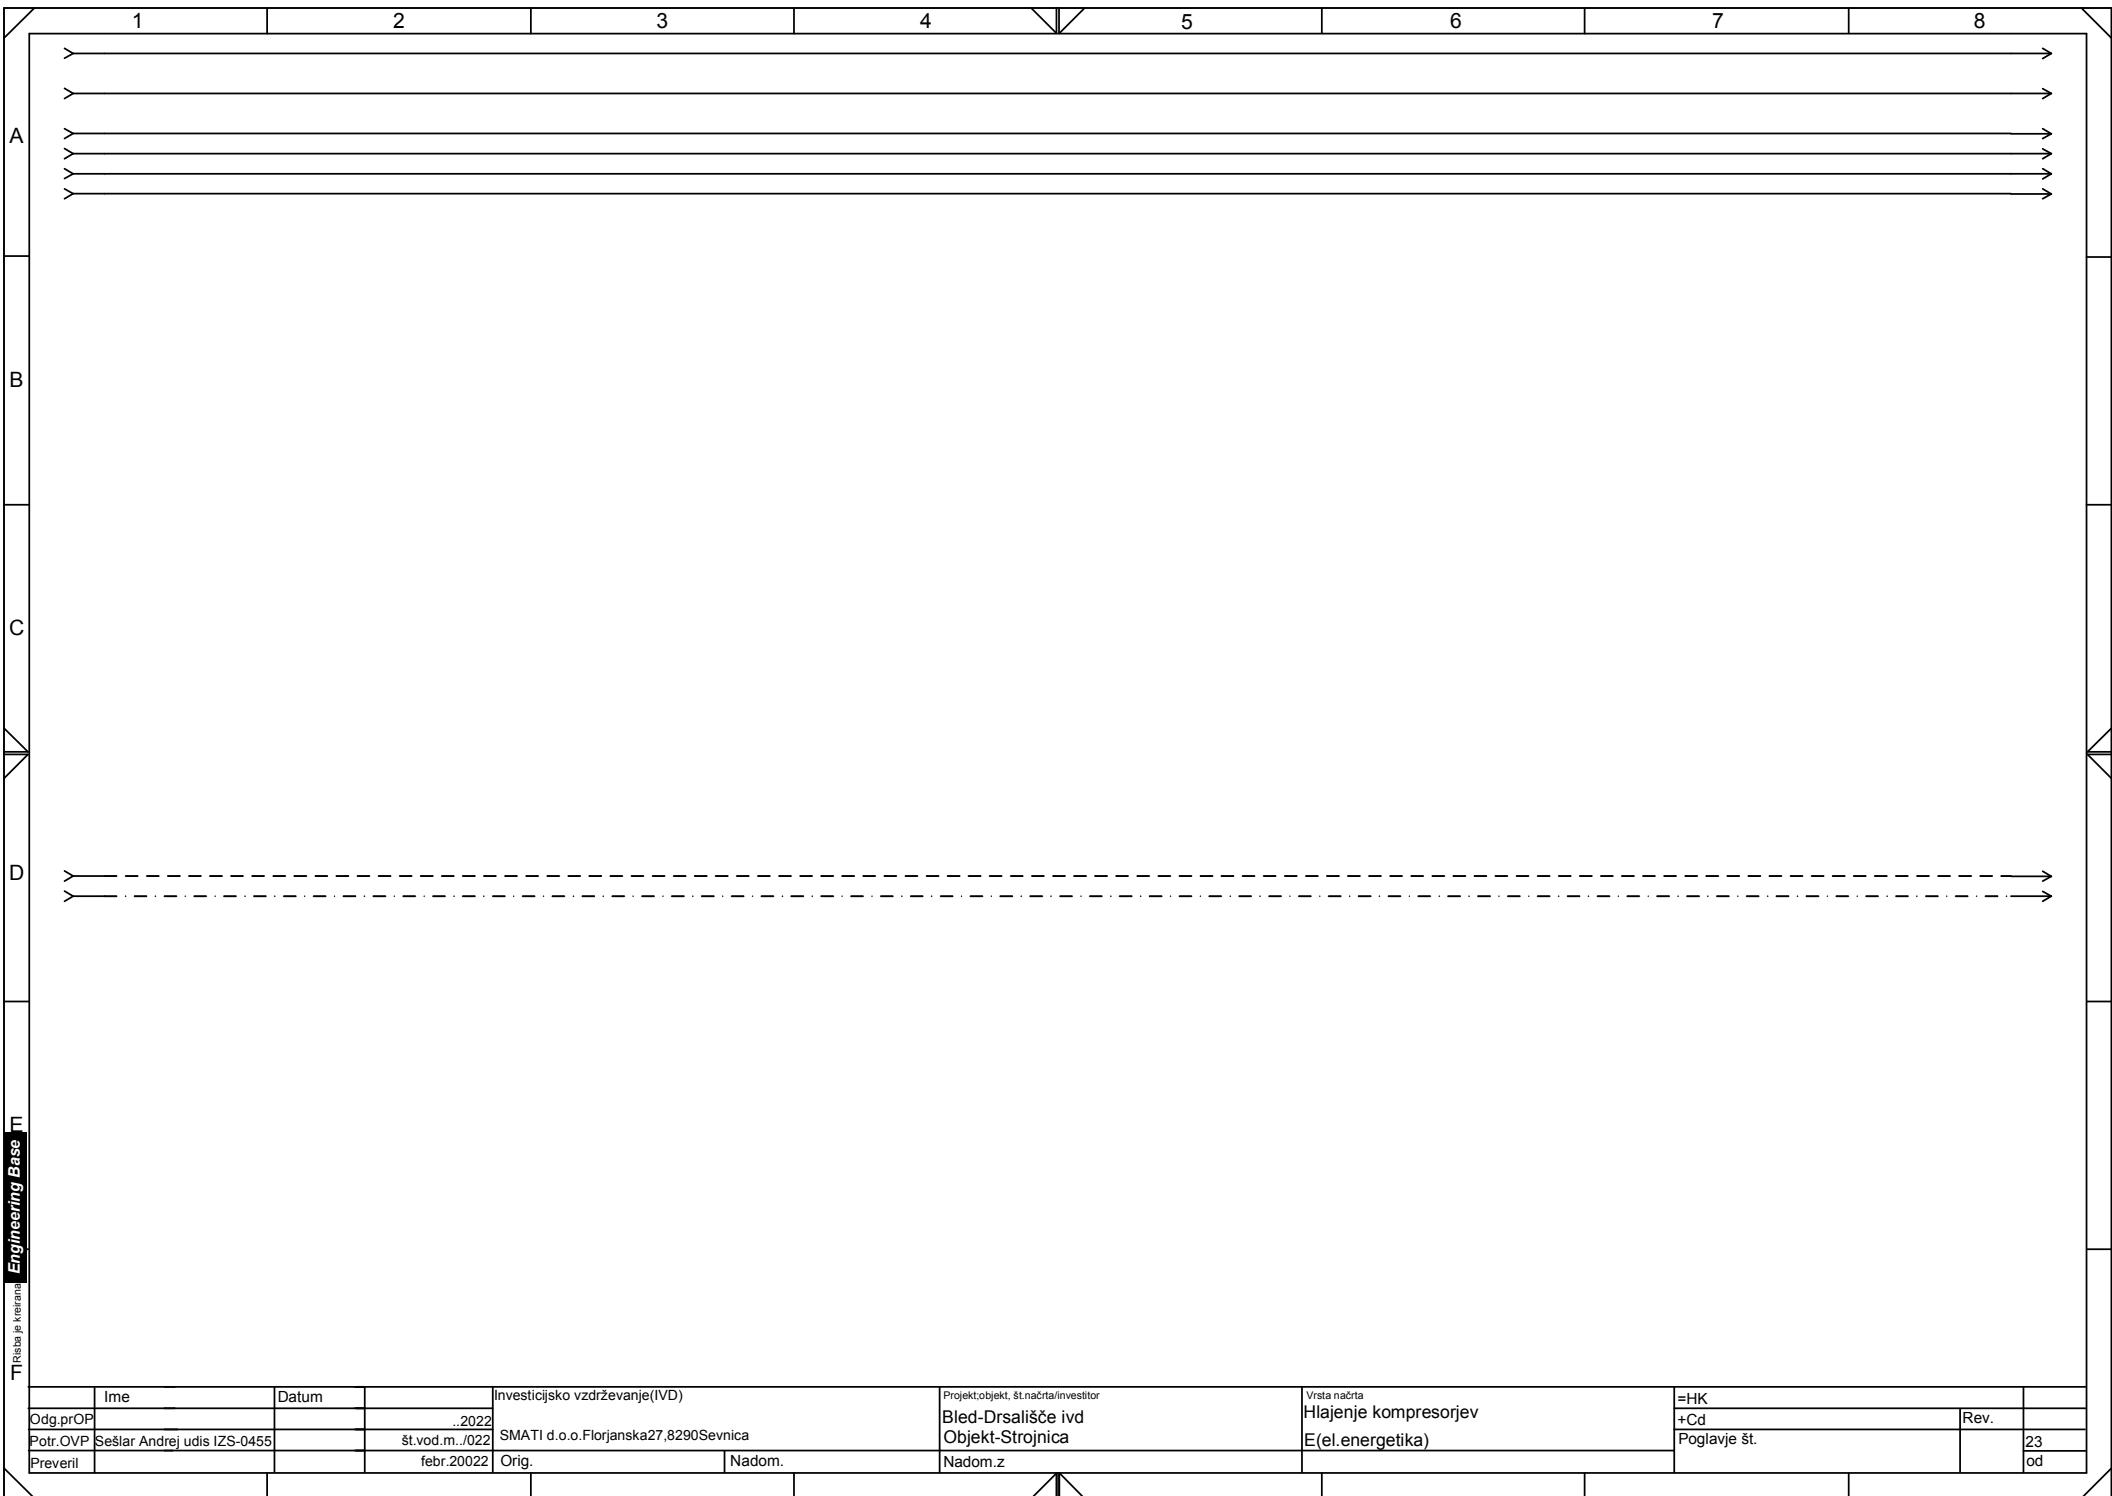 1 2 3 4 5 6 7 8
A
B
C
D
E
F
Engineering Base
Risba je kreirana
Ime Datum
Odg.prOP ..2022
Potr.OVP Sešlar Andrej udis IZS-0455 št.vod.m../022
Preveril febr.20022
Investicijsko vzdrževanje(IVD)
SMATI d.o.o.Florjanska27,8290Sevnica
Orig. Nadom.
Projekt;objekt, št.načrta/investitor
Bled-Drsališče ivd
Objekt-Strojnica
Nadom.z
Vrsta načrta
Hlajenje kompresorjev
E(el.energetika)
=HK
+Cd Rev.
Poglavje št. 23
od